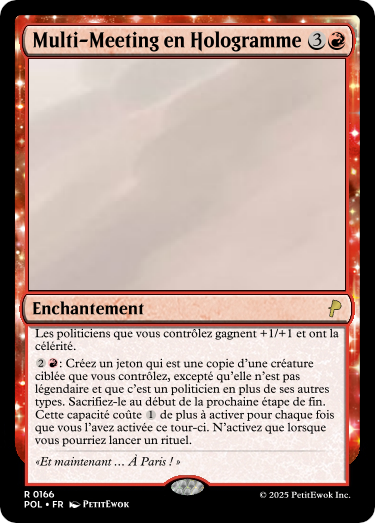 Multi-Meeting en Hologramme 3
Enchantement
Les politiciens que vous contrôlez gagnent +1/+1 et ont la
célérité.
2 : Créez un jeton qui est une copie d'une créature
ciblée que vous contrôlez, excepté qu'elle n'est pas
légendaire et que c'est un politicien en plus de ses autres
types. Sacrifiez-le au début de la prochaine étape de fin.
Cette capacité coûte 1 de plus à activer pour chaque fois
que vous l'avez activée ce tour-ci. N'activez que lorsque
vous pourriez lancer un rituel.
«Et maintenant … À Paris ! »
R 0166
POL • FR PetitEwok
© 2025 PetitEwok Inc.